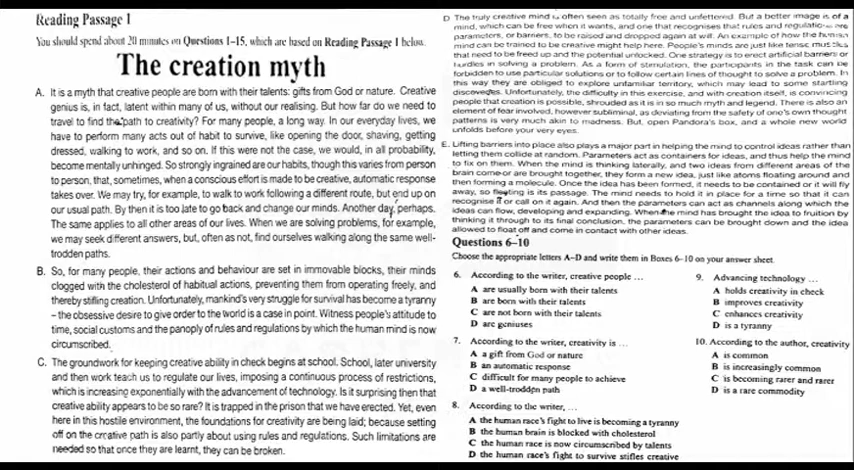 Reading Passage 1
You should spend about 20 minutes on Questions 1–15, which are based on Reading Passage 1 below.
The creation myth
A. It is a myth that creative people are born with their talents: gifts from God or nature. Creative
genius is, in fact, latent within many of us, without our realising. But how far do we need to
travel to find the path to creativity? For many people, a long way. In our everyday lives, we
have to perform many acts out of habit to survive, like opening the door, shaving, getting
dressed, walking to work, and so on. If this were not the case, we would, in all probability,
become mentally unhinged. So strongly ingrained are our habits, though this varies from person
to person, that, sometimes, when a conscious effort is made to be creative, automatic response
takes over. We may try, for example, to walk to work following a different route, but end up on
our usual path. By then it is too late to go back and change our minds. Another day, perhaps.
The same applies to all other areas of our lives. When we are solving problems, for example,
we may seek different answers, but, often as not, find ourselves walking along the same well-
trodden paths.
B. So, for many people, their actions and behaviour are set in immovable blocks, their minds
clogged with the cholesterol of habitual actions, preventing them from operating freely, and
thereby stifling creation. Unfortunately, mankind's very struggle for survival has become a tyranny
– the obsessive desire to give order to the world is a case in point. Witness people's attitude to
time, social customs and the panoply of rules and regulations by which the human mind is now
circumscribed.
C. The groundwork for keeping creative ability in check begins at school. School, later university
and then work teach us to regulate our lives, imposing a continuous process of restrictions,
which is increasing exponentially with the advancement of technology. Is it surprising then that
creative ability appears to be so rare? It is trapped in the prison that we have erected. Yet, even
here in this hostile environment, the foundations for creativity are being laid; because setting
off on the creative path is also partly about using rules and regulations. Such limitations are
needed so that once they are learnt, they can be broken.
D The truly creative mind is often seen as totally free and unfettered. But a better image is of a
mind, which can be free when it wants, and one that recognises that rules and regulations are
parameters, or barriers, to be raised and dropped again at will. An example of how the human
mind can be trained to be creative might help here. People's minds are just like tense muscles
that need to be freed up and the potential unlocked. One strategy is to erect artificial barriers or
hurdles in solving a problem. As a form of stimulation, the participants in the task can be
forbidden to use particular solutions or to follow certain lines of thought to solve a problem. In
this way they are obliged to explore unfamiliar territory, which may lead to some startling
discoveries. Unfortunately, the difficulty in this exercise, and with creation itself, is convincing
people that creation is possible, shrouded as it is in so much myth and legend. There is also an
element of fear involved, however subliminal, as deviating from the safety of one's own thought
patterns is very much akin to madness. But, open Pandora's box, and a whole new world
unfolds before your very eyes.
E. Lifting barriers into place also plays a major part in helping the mind to control ideas rather than
letting them collide at random. Parameters act as containers for ideas, and thus help the mind
to fix on them. When the mind is thinking laterally, and two ideas from different areas of the
brain come or are brought together, they form a new idea, just like atoms floating around and
then forming a molecule. Once the idea has been formed, it needs to be contained or it will fly
away, so fleeting is its passage. The mind needs to hold it in place for a time so that it can
recognise it or call on it again. And then the parameters can act as channels along which the
ideas can flow, developing and expanding. When the mind has brought the idea to fruition by
thinking it through to its final conclusion, the parameters can be brought down and the idea
allowed to float off and come in contact with other ideas.
Questions 6–10
Choose the appropriate letters A–D and write them in Boxes 6–10 on your answer sheet.
6. According to the writer, creative people …
A are usually born with their talents
B are born with their talents
C are not born with their talents
D are geniuses
7. According to the writer, creativity is …
A a gift from God or nature
B an automatic response
C difficult for many people to achieve
D a well-trodden path
8. According to the writer, …
A the human race's fight to live is becoming a tyranny
B the human brain is blocked with cholesterol
C the human race is now circumscribed by talents
D the human race's fight to survive stifles creative
9. Advancing technology …
A holds creativity in check
B improves creativity
C enhances creativity
D is a tyranny
10. According to the author, creativity
A is common
B is increasingly common
C is becoming rarer and rarer
D is a rare commodity